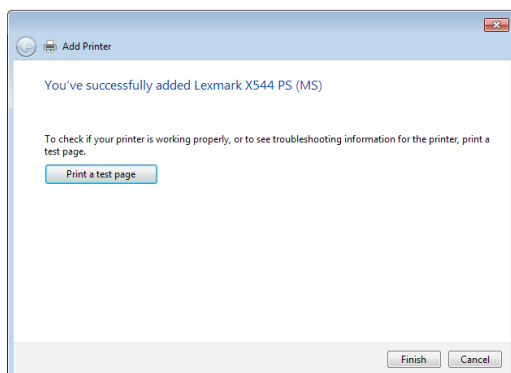 Add Printer
You've successfully added Lexmark X544 PS (MS)
To check if your printer is working properly, or to see troubleshooting information for the printer, print a
test page.
Print a test page
Finish Cancel